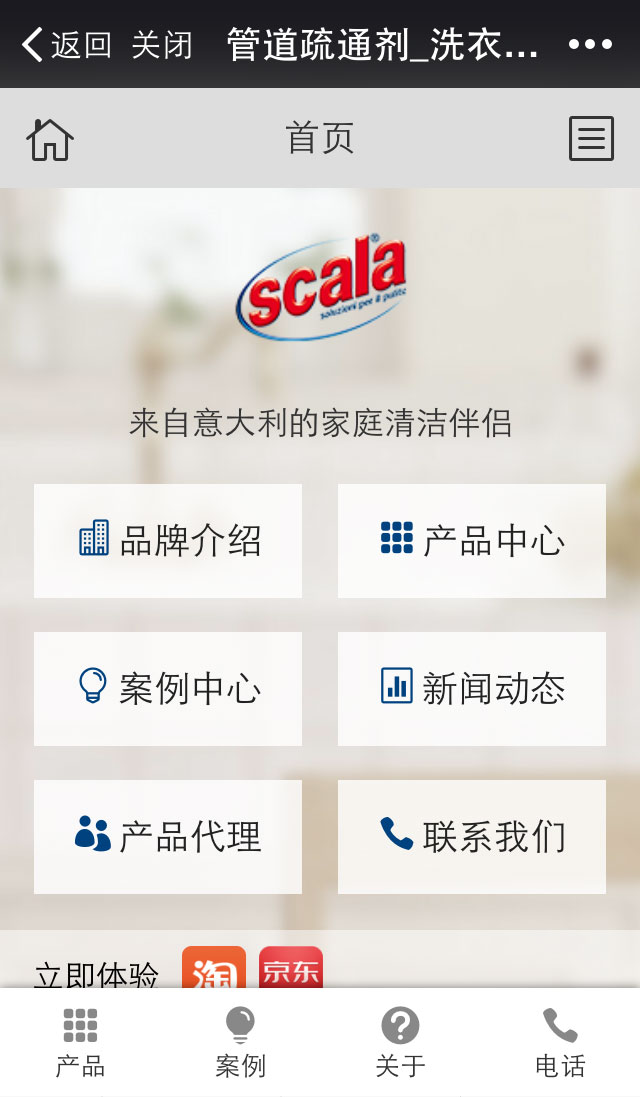 返回 关闭 管道疏通剂_洗衣...
首页
scala®
soluzioni per il pulito
来自意大利的家庭清洁伴侣
品牌介绍 产品中心
案例中心 新闻动态
产品代理 联系我们
立即体验 淘 京东
产品 案例 关于 电话